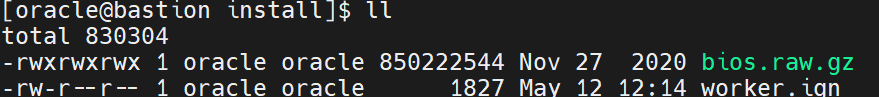 [oracle@bastion install]$ ll
total 830304
-rwxrwxrwx 1 oracle oracle 850222544 Nov 27  2020 bios.raw.gz
-rw-r--r-- 1 oracle oracle      1827 May 12 12:14 worker.ign